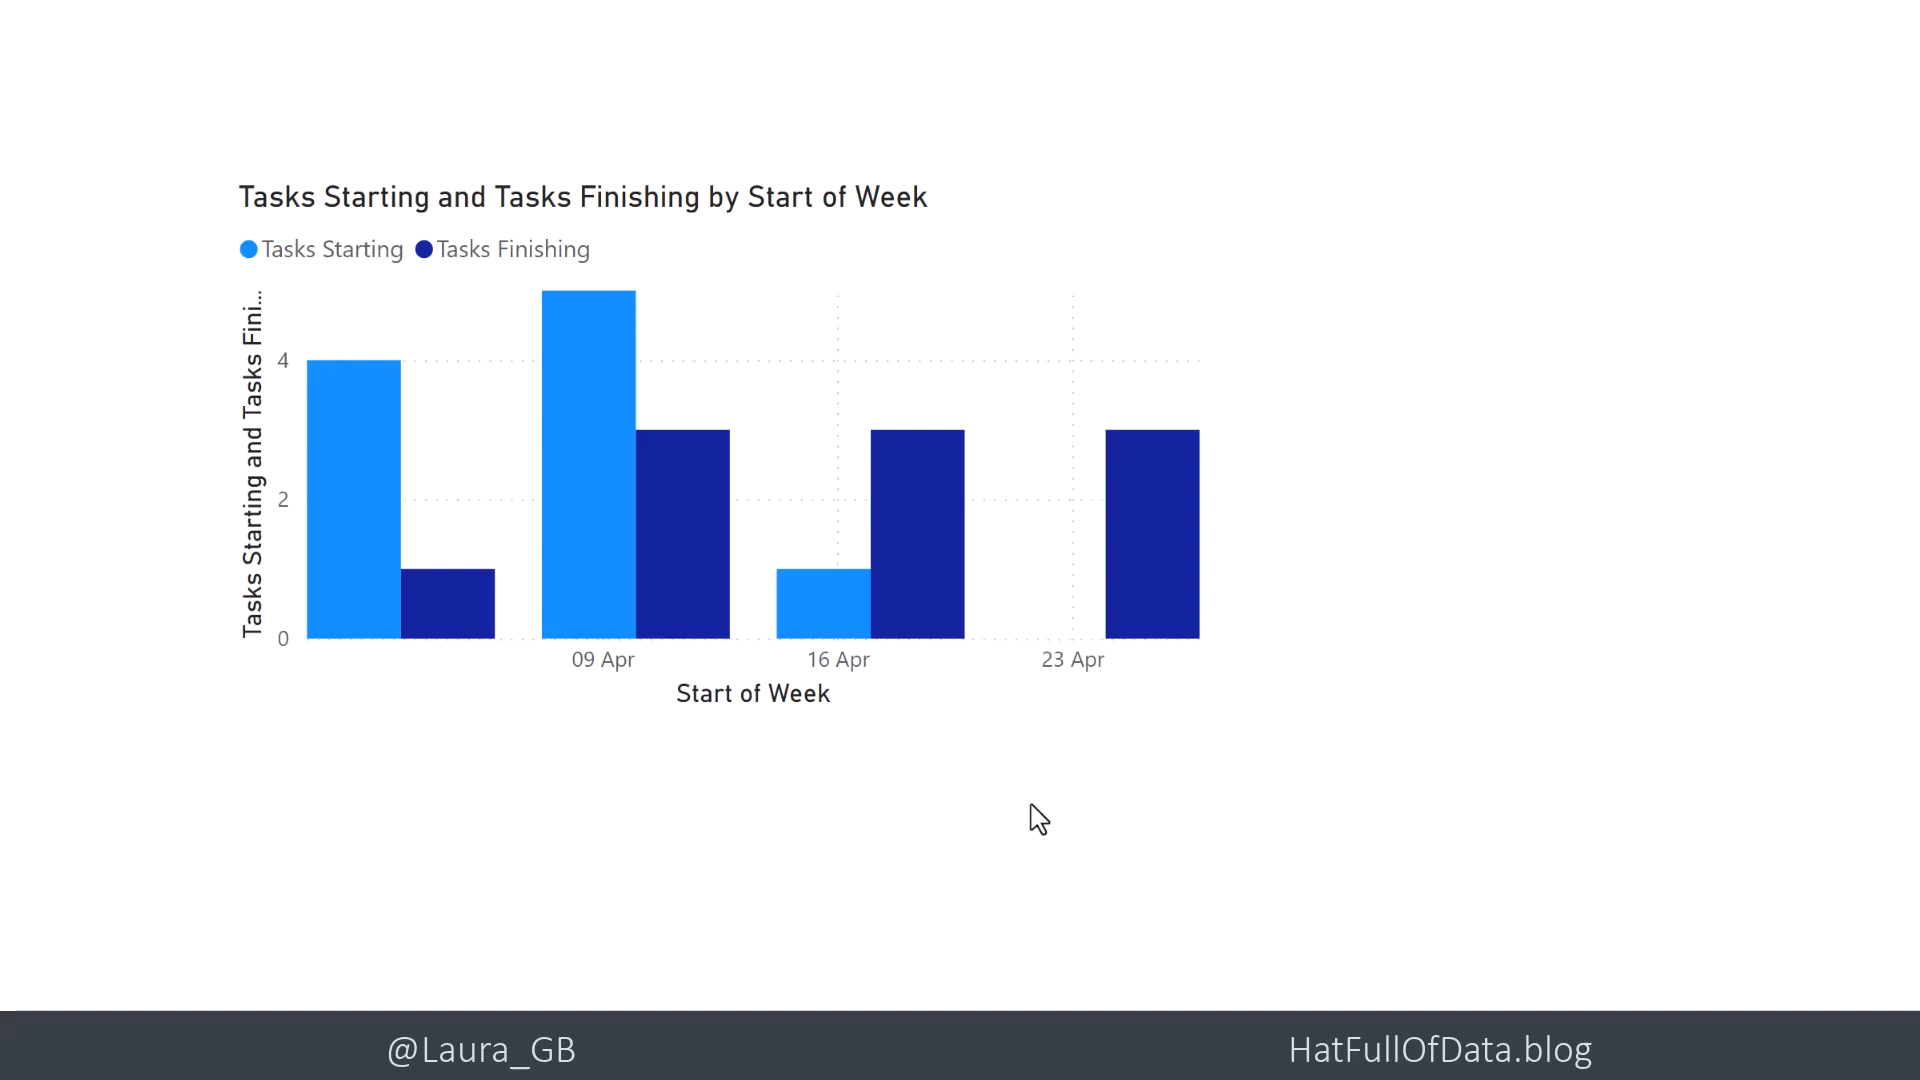 Tasks Starting and Tasks Finishing by Start of Week
Tasks Starting Tasks Finishing
Tasks Starting and Tasks Fini...
4
2
0
09 Apr 16 Apr 23 Apr
Start of Week
@Laura_GB HatFullOfData.blog